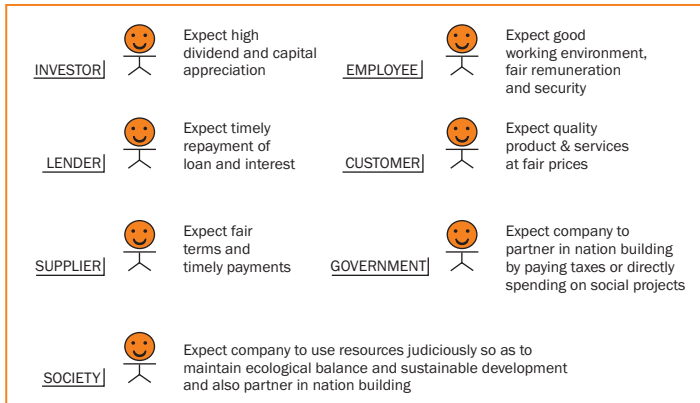 INVESTOR
Expect high
dividend and capital
appreciation
EMPLOYEE
Expect good
working environment,
fair remuneration
and security
LENDER
Expect timely
repayment of
loan and interest
CUSTOMER
Expect quality
product & services
at fair prices
SUPPLIER
Expect fair
terms and
timely payments
GOVERNMENT
Expect company to
partner in nation building
by paying taxes or directly
spending on social projects
SOCIETY
Expect company to use resources judiciously so as to
maintain ecological balance and sustainable development
and also partner in nation building